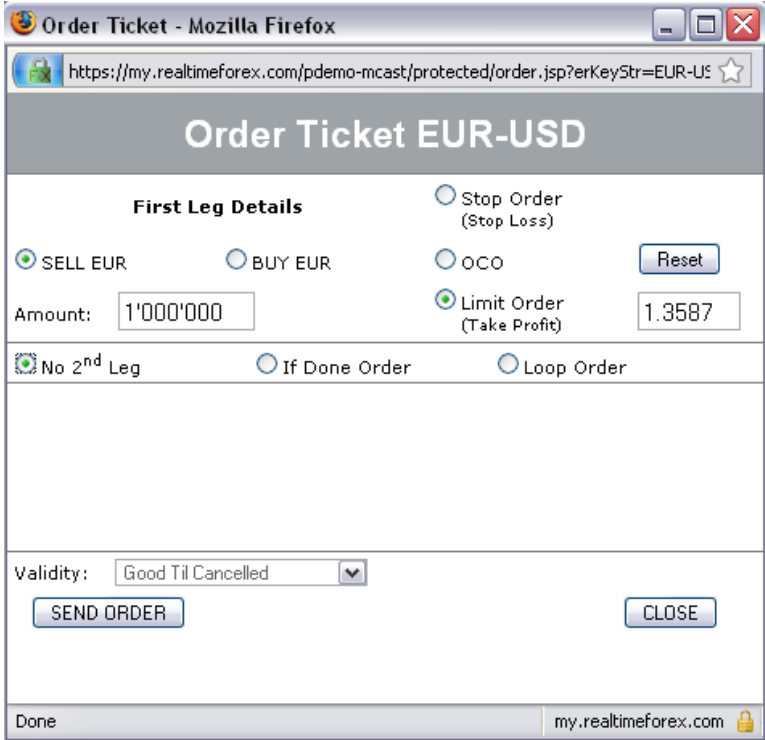 Order Ticket - Mozilla Firefox
https://my.realtimeforex.com/pdemo-mcast/protected/order.jsp?erKeyStr=EUR-US
Order Ticket EUR-USD
First Leg Details
Stop Order
(Stop Loss)
SELL EUR BUY EUR OCO Reset
Amount: 1'000'000 Limit Order 1.3587
(Take Profit)
No 2nd Leg If Done Order Loop Order
Validity: Good Til Cancelled
SEND ORDER CLOSE
Done my.realtimeforex.com